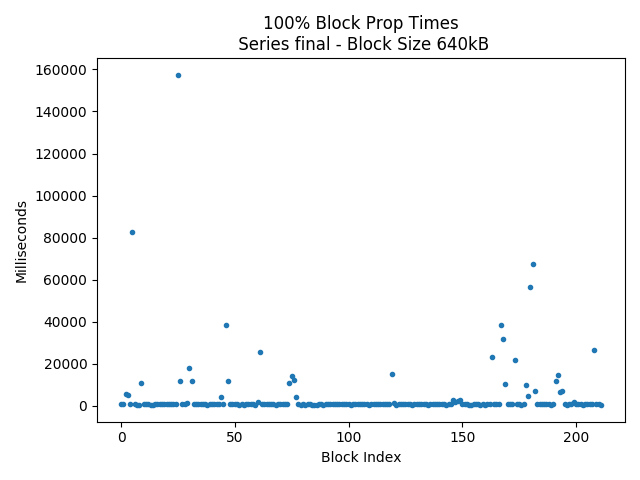 100% Block Prop Times
Series final - Block Size 640kB
Milliseconds
160000
140000
120000
100000
80000
60000
40000
20000
0
0 50 100 150 200
Block Index